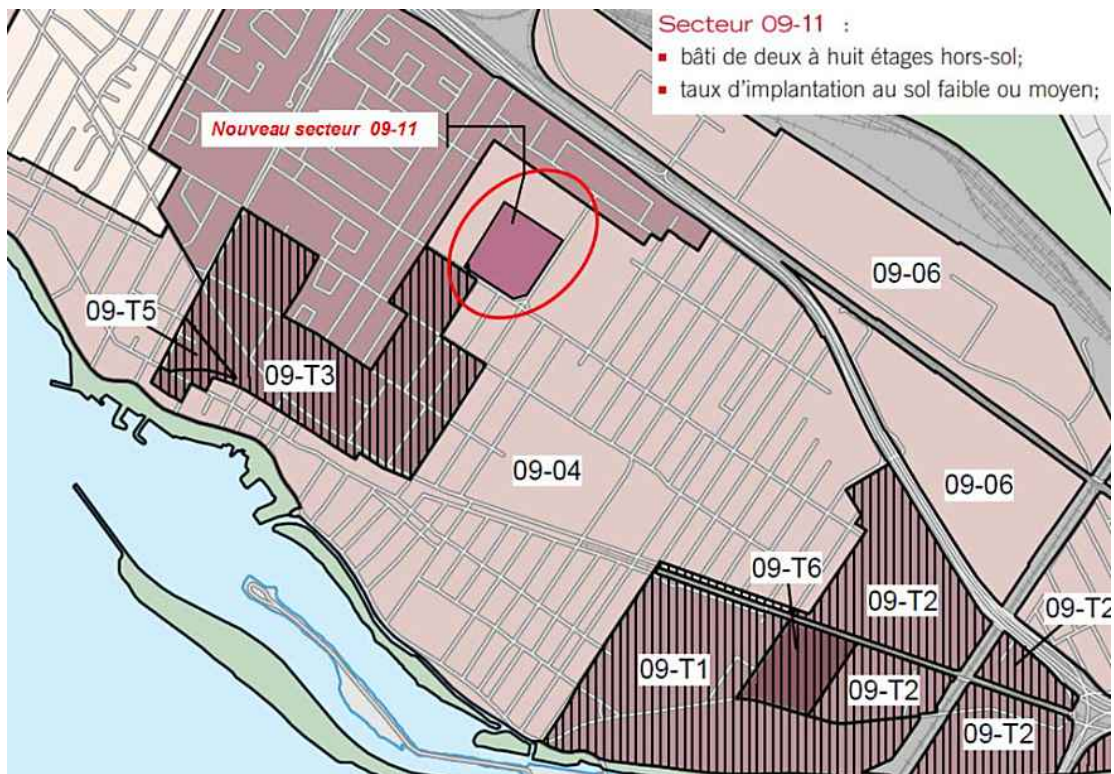 Secteur 09-11 :
▪ bâti de deux à huit étages hors-sol;
▪ taux d'implantation au sol faible ou moyen;
Nouveau secteur 09-11
09-06
09-T5
09-T3
09-04
09-06
09-T6
09-T2
09-T2
09-T1
09-T2
09-T2